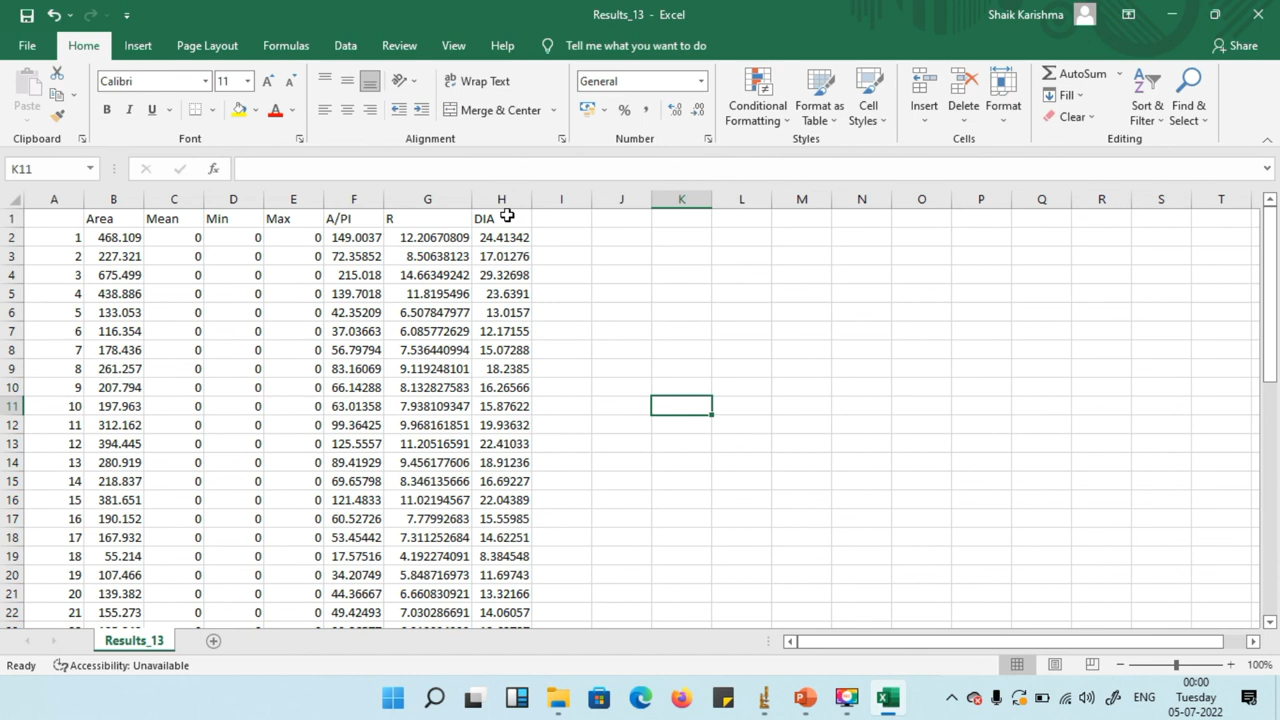 Results_13 - Excel
Shaik Karishma
File Home Insert Page Layout Formulas Data Review View Help Tell me what you want to do Share
Paste
Clipboard
Calibri 11
B I U
Font
Wrap Text
Merge & Center
Alignment
General
%
Number
Conditional Formatting
Format as Table
Cell Styles
Styles
Insert Delete Format
Cells
AutoSum
Fill
Clear
Sort & Filter
Find & Select
Editing
K11
fx
A B C D E F G H I J K L M N O P Q R S T
1 Area Mean Min Max A/PI R DIA
2 1 468.109 0 0 0 149.0037 12.20670809 24.41342
3 2 227.321 0 0 0 72.35852 8.50638123 17.01276
4 3 675.499 0 0 0 215.018 14.66349242 29.32698
5 4 438.886 0 0 0 139.7018 11.8195496 23.6391
6 5 133.053 0 0 0 42.35209 6.507847977 13.0157
7 6 116.354 0 0 0 37.03663 6.085772629 12.17155
8 7 178.436 0 0 0 56.79794 7.536440994 15.07288
9 8 261.257 0 0 0 83.16069 9.119248101 18.2385
10 9 207.794 0 0 0 66.14288 8.132827583 16.26566
11 10 197.963 0 0 0 63.01358 7.938109347 15.87622
12 11 312.162 0 0 0 99.36425 9.968161851 19.93632
13 12 394.445 0 0 0 125.5557 11.20516591 22.41033
14 13 280.919 0 0 0 89.41929 9.456177606 18.91236
15 14 218.837 0 0 0 69.65798 8.346135666 16.69227
16 15 381.651 0 0 0 121.4833 11.02194567 22.04389
17 16 190.152 0 0 0 60.52726 7.77992683 15.55985
18 17 167.932 0 0 0 53.45442 7.311252684 14.62251
19 18 55.214 0 0 0 17.57516 4.192274091 8.384548
20 19 107.466 0 0 0 34.20749 5.848716973 11.69743
21 20 139.382 0 0 0 44.36667 6.660830921 13.32166
22 21 155.273 0 0 0 49.42493 7.030286691 14.06057
Results_13
Ready Accessibility: Unavailable 100%
ENG
00:00
Tuesday
05-07-2022